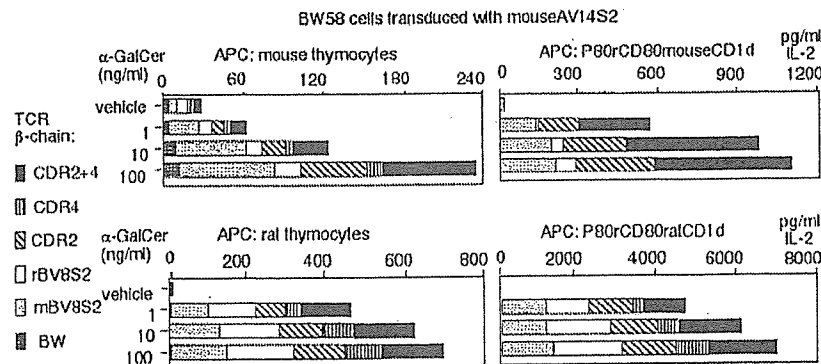 BW58 cells transduced with mouseAV14S2
α-GalCer (ng/ml)
APC: mouse thymocytes
0 60 120 180 240
APC: P80rCD80mouseCD1d
pg/ml IL-2
0 300 600 900 1200
vehicle
1
10
100
TCR
β-chain:
CDR2+4
CDR4
CDR2
rBV8S2
mBV8S2
BW
α-GalCer (ng/ml)
APC: rat thymocytes
0 200 400 600 800
APC: P80rCD80ratCD1d
pg/ml IL-2
0 2000 4000 6000 8000
vehicle
1
10
100